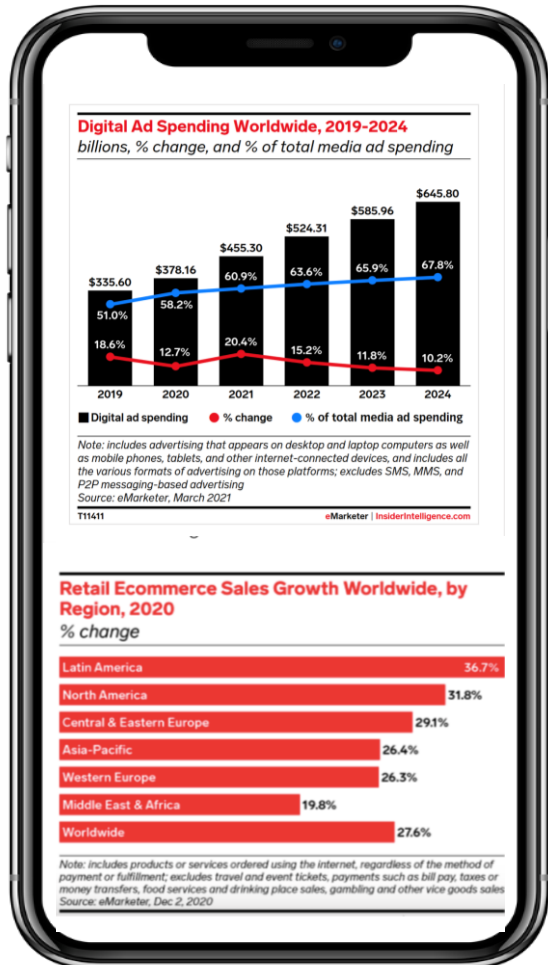 Digital Ad Spending Worldwide, 2019-2024
billions, % change, and % of total media ad spending
$645.80
$585.96
$524.31
$455.30
$378.16
$335.60
51.0%
58.2%
60.9%
63.6%
65.9%
67.8%
18.6%
12.7%
20.4%
15.2%
11.8%
10.2%
2019 2020 2021 2022 2023 2024
Digital ad spending % change % of total media ad spending
Note: includes advertising that appears on desktop and laptop computers as well
as mobile phones, tablets, and other internet-connected devices, and includes all
the various formats of advertising on those platforms; excludes SMS, MMS, and
P2P messaging-based advertising
Source: eMarketer, March 2021
T11411 eMarketer | InsiderIntelligence.com
Retail Ecommerce Sales Growth Worldwide, by
Region, 2020
% change
Latin America 36.7%
North America 31.8%
Central & Eastern Europe 29.1%
Asia-Pacific 26.4%
Western Europe 26.3%
Middle East & Africa 19.8%
Worldwide 27.6%
Note: includes products or services ordered using the internet, regardless of the method of
payment or fulfillment; excludes travel and event tickets, payments such as bill pay, taxes or
money transfers, food services and drinking place sales, gambling and other vice goods sales
Source: eMarketer, Dec 2, 2020